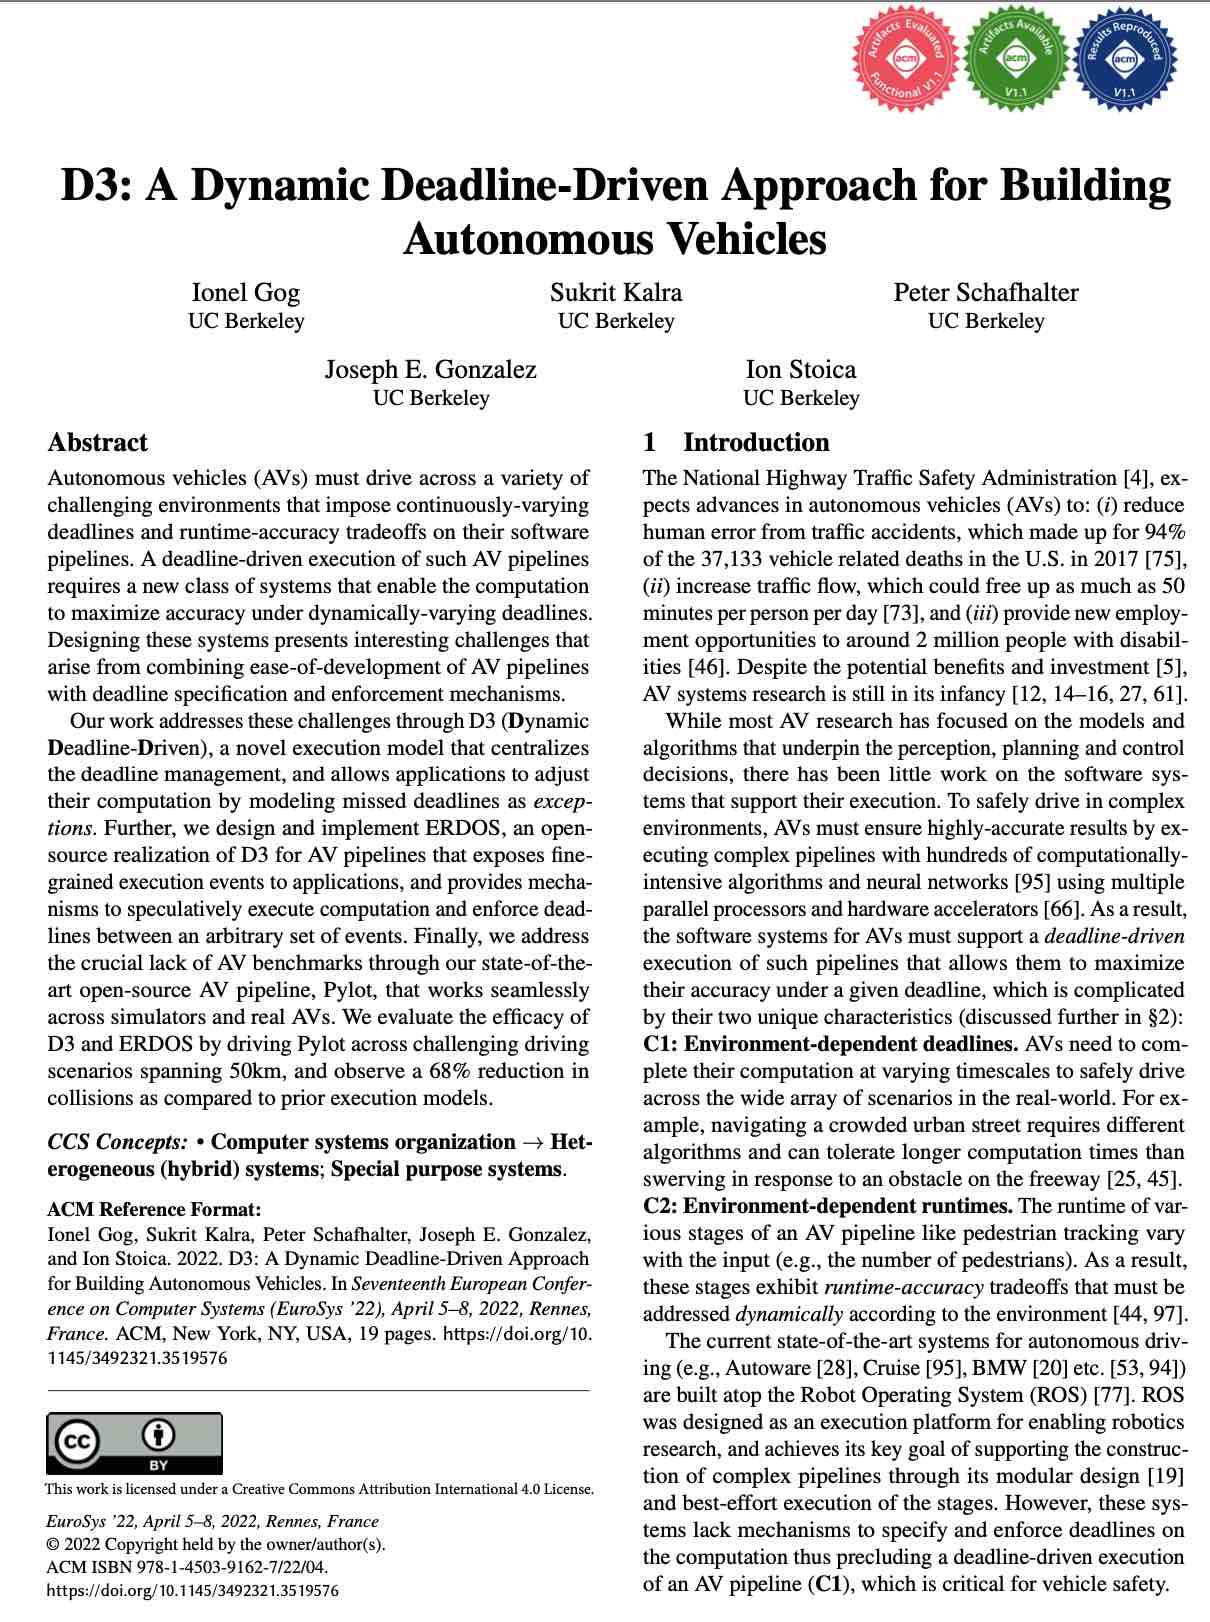 Artifacts Evaluated
acm
Functional V1.1
Artifacts Available
acm
V1.1
Results Reproduced
acm
V1.1
D3: A Dynamic Deadline-Driven Approach for Building
Autonomous Vehicles
Ionel Gog
UC Berkeley
Sukrit Kalra
UC Berkeley
Peter Schafhalter
UC Berkeley
Joseph E. Gonzalez
UC Berkeley
Ion Stoica
UC Berkeley
Abstract
Autonomous vehicles (AVs) must drive across a variety of
challenging environments that impose continuously-varying
deadlines and runtime-accuracy tradeoffs on their software
pipelines. A deadline-driven execution of such AV pipelines
requires a new class of systems that enable the computation
to maximize accuracy under dynamically-varying deadlines.
Designing these systems presents interesting challenges that
arise from combining ease-of-development of AV pipelines
with deadline specification and enforcement mechanisms.
Our work addresses these challenges through D3 (Dynamic
Deadline-Driven), a novel execution model that centralizes
the deadline management, and allows applications to adjust
their computation by modeling missed deadlines as excep-
tions. Further, we design and implement ERDOS, an open-
source realization of D3 for AV pipelines that exposes fine-
grained execution events to applications, and provides mecha-
nisms to speculatively execute computation and enforce dead-
lines between an arbitrary set of events. Finally, we address
the crucial lack of AV benchmarks through our state-of-the-
art open-source AV pipeline, Pylot, that works seamlessly
across simulators and real AVs. We evaluate the efficacy of
D3 and ERDOS by driving Pylot across challenging driving
scenarios spanning 50km, and observe a 68% reduction in
collisions as compared to prior execution models.
CCS Concepts: • Computer systems organization → Het-
erogeneous (hybrid) systems; Special purpose systems.
ACM Reference Format:
Ionel Gog, Sukrit Kalra, Peter Schafhalter, Joseph E. Gonzalez,
and Ion Stoica. 2022. D3: A Dynamic Deadline-Driven Approach
for Building Autonomous Vehicles. In Seventeenth European Confer-
ence on Computer Systems (EuroSys ’22), April 5–8, 2022, Rennes,
France. ACM, New York, NY, USA, 19 pages. https://doi.org/10.
1145/3492321.3519576
cc
BY
This work is licensed under a Creative Commons Attribution International 4.0 License.
EuroSys ’22, April 5–8, 2022, Rennes, France
© 2022 Copyright held by the owner/author(s).
ACM ISBN 978-1-4503-9162-7/22/04.
https://doi.org/10.1145/3492321.3519576
1 Introduction
The National Highway Traffic Safety Administration [4], ex-
pects advances in autonomous vehicles (AVs) to: (i) reduce
human error from traffic accidents, which made up for 94%
of the 37,133 vehicle related deaths in the U.S. in 2017 [75],
(ii) increase traffic flow, which could free up as much as 50
minutes per person per day [73], and (iii) provide new employ-
ment opportunities to around 2 million people with disabil-
ities [46]. Despite the potential benefits and investment [5],
AV systems research is still in its infancy [12, 14–16, 27, 61].
While most AV research has focused on the models and
algorithms that underpin the perception, planning and control
decisions, there has been little work on the software sys-
tems that support their execution. To safely drive in complex
environments, AVs must ensure highly-accurate results by ex-
ecuting complex pipelines with hundreds of computationally-
intensive algorithms and neural networks [95] using multiple
parallel processors and hardware accelerators [66]. As a result,
the software systems for AVs must support a deadline-driven
execution of such pipelines that allows them to maximize
their accuracy under a given deadline, which is complicated
by their two unique characteristics (discussed further in §2):
C1: Environment-dependent deadlines. AVs need to com-
plete their computation at varying timescales to safely drive
across the wide array of scenarios in the real-world. For ex-
ample, navigating a crowded urban street requires different
algorithms and can tolerate longer computation times than
swerving in response to an obstacle on the freeway [25, 45].
C2: Environment-dependent runtimes. The runtime of var-
ious stages of an AV pipeline like pedestrian tracking vary
with the input (e.g., the number of pedestrians). As a result,
these stages exhibit runtime-accuracy tradeoffs that must be
addressed dynamically according to the environment [44, 97].
The current state-of-the-art systems for autonomous driv-
ing (e.g., Autoware [28], Cruise [95], BMW [20] etc. [53, 94])
are built atop the Robot Operating System (ROS) [77]. ROS
was designed as an execution platform for enabling robotics
research, and achieves its key goal of supporting the construc-
tion of complex pipelines through its modular design [19]
and best-effort execution of the stages. However, these sys-
tems lack mechanisms to specify and enforce deadlines on
the computation thus precluding a deadline-driven execution
of an AV pipeline (C1), which is critical for vehicle safety.